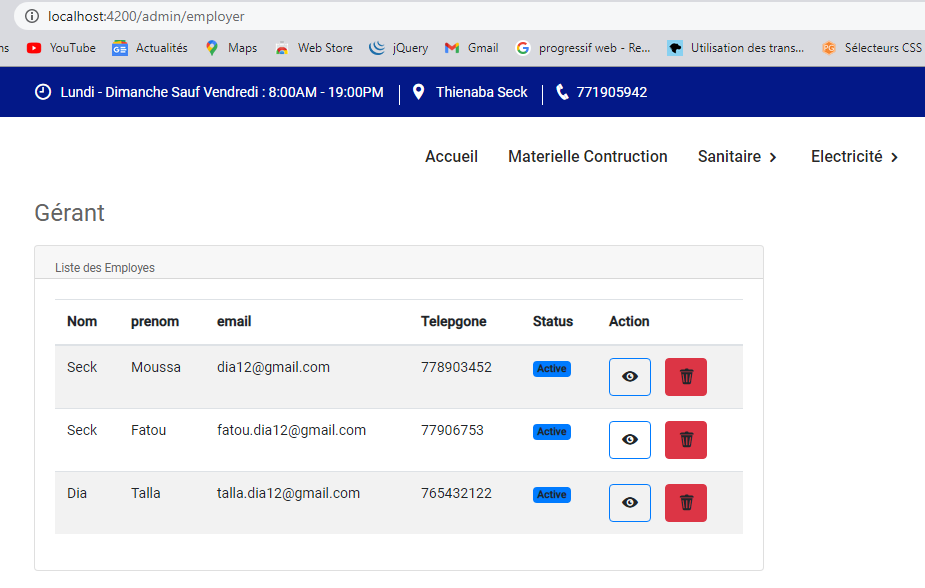 localhost:4200/admin/employer
ns YouTube Actualités Maps Web Store jQuery Gmail progressif web - Re... Utilisation des trans... Sélecteurs CSS
Lundi - Dimanche Sauf Vendredi : 8:00AM - 19:00PM Thienaba Seck 771905942
Accueil Materielle Contruction Sanitaire Electricité
Gérant
Liste des Employes
Nom prenom email Telepgone Status Action
Seck Moussa dia12@gmail.com 778903452 Active
Seck Fatou fatou.dia12@gmail.com 77906753 Active
Dia Talla talla.dia12@gmail.com 765432122 Active